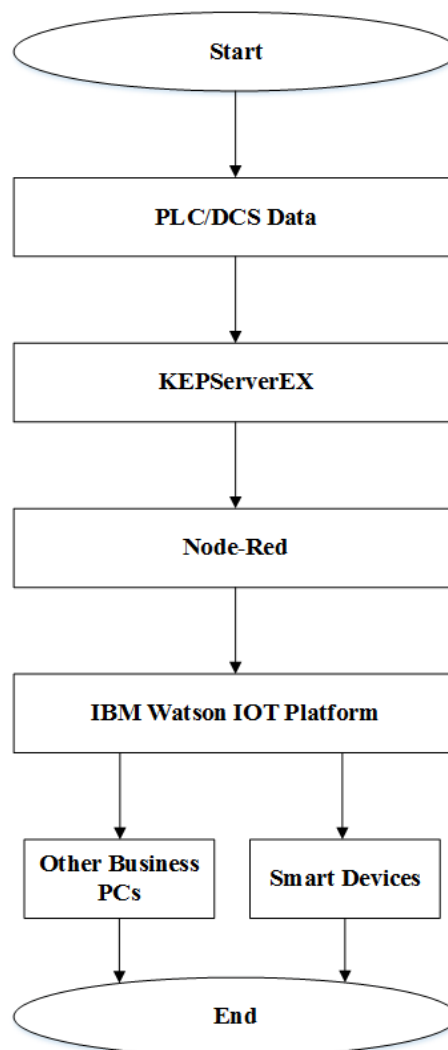 Start
PLC/DCS Data
KEPServerEX
Node-Red
IBM Watson IOT Platform
Other Business
PCs
Smart Devices
End